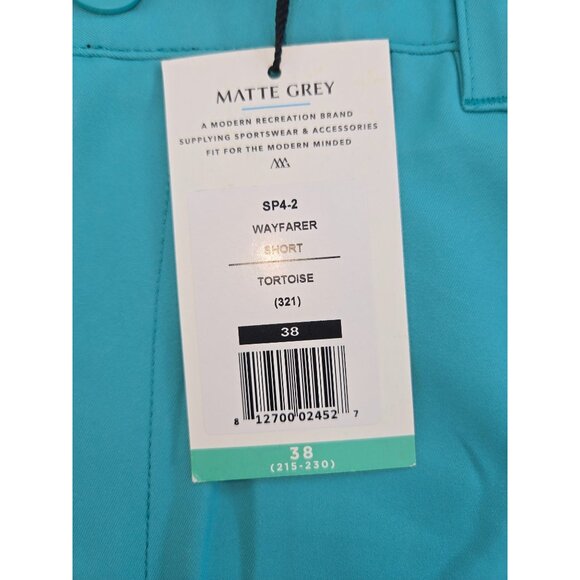 MATTE GREY
A MODERN RECREATION BRAND
SUPPLYING SPORTSWEAR & ACCESSORIES
FIT FOR THE MODERN MINDED
SP4-2
WAYFARER
SHORT
TORTOISE
(321)
38
8 12700 02452 7
38
(215-230)